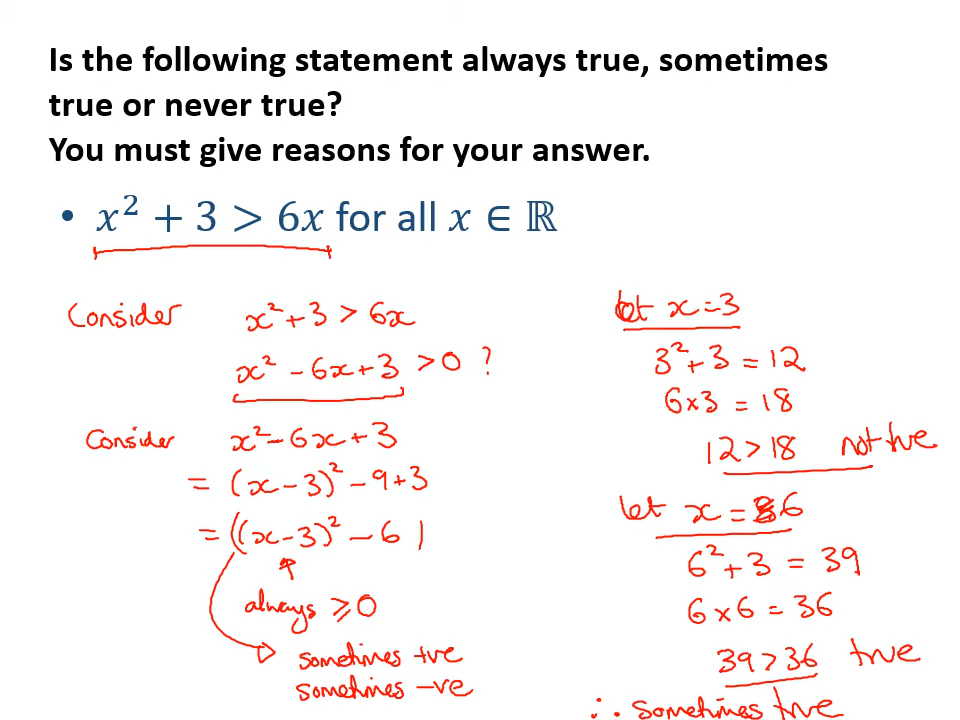 Is the following statement always true, sometimes
true or never true?
You must give reasons for your answer.
• x² + 3 > 6x for all x ∈ ℝ
Consider x² + 3 > 6x
x² - 6x + 3 > 0 ?
Consider x² - 6x + 3
= (x - 3)² - 9 + 3
= ((x - 3)² - 6 )
always ≥ 0
sometimes +ve
sometimes -ve
let x = 3
3² + 3 = 12
6 × 3 = 18
12 > 18 not true
let x = 6
6² + 3 = 39
6 × 6 = 36
39 > 36 true
∴ sometimes true